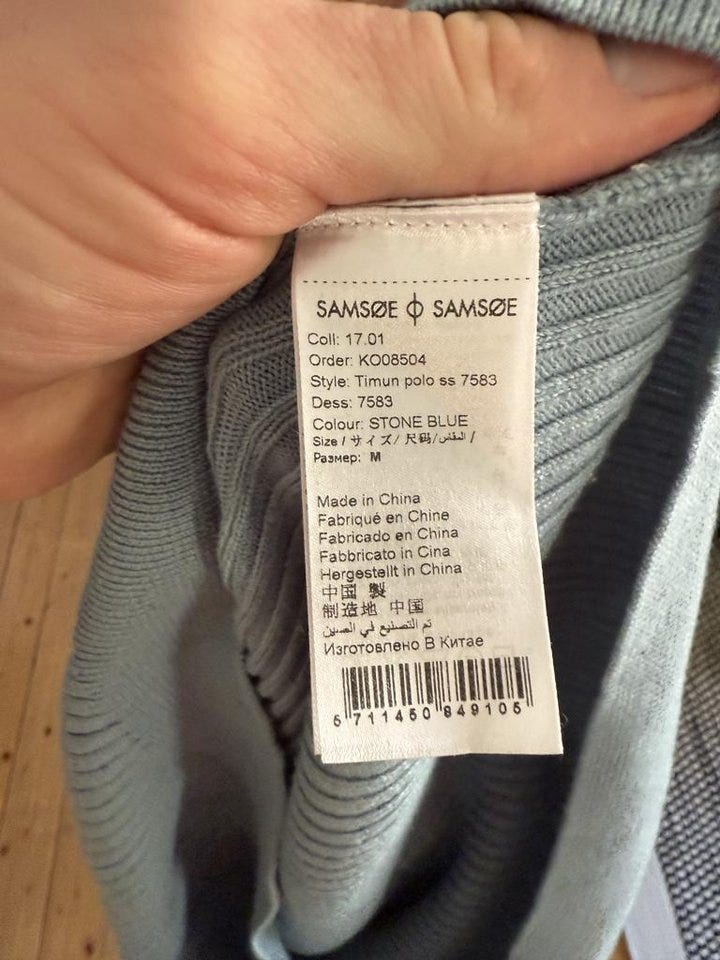 SAMSØE ϕ SAMSØE
Coll: 17.01
Order: KO08504
Style: Timun polo ss 7583
Dess: 7583
Colour: STONE BLUE
Size / サイズ/ 尺码/المقاس /
Размер: M
Made in China
Fabriqué en Chine
Fabricado en China
Fabbricato in Cina
Hergestellt in China
中国 製
制造地 中国
تم التصنيع في الصين
Изготовлено В Китае
5 711450 849105